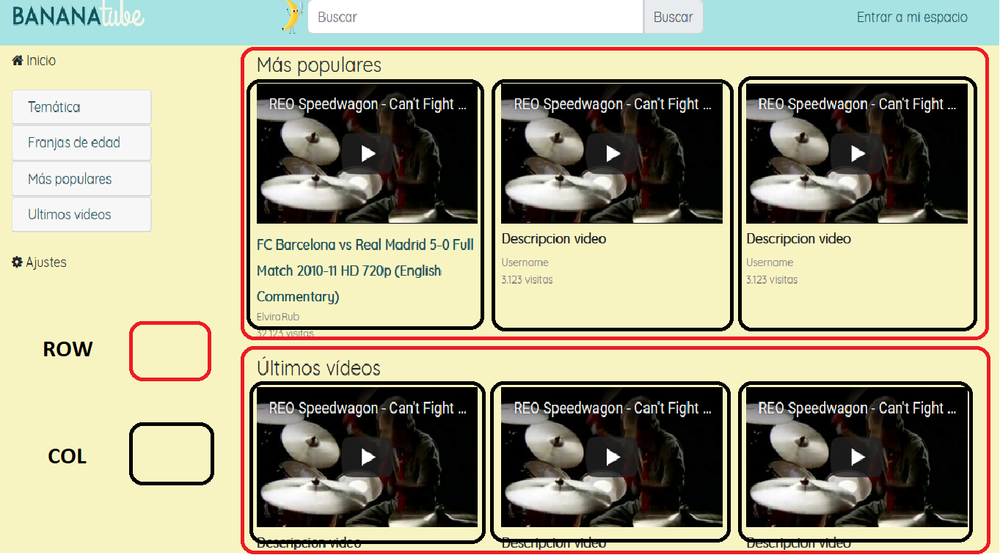 BANANAtube
Buscar
Buscar
Entrar a mi espacio
Inicio
Temática
Franjas de edad
Más populares
Ultimos videos
Ajustes
ROW
COL
Más populares
REO Speedwagon - Can't Fight ...
FC Barcelona vs Real Madrid 5-0 Full
Match 2010-11 HD 720p (English
Commentary)
ElviraRub
32.123 visitas
REO Speedwagon - Can't Fight ...
Descripcion video
Username
3.123 visitas
REO Speedwagon - Can't Fight ...
Descripcion video
Username
3.123 visitas
Últimos vídeos
REO Speedwagon - Can't Fight ...
Descripcion video
REO Speedwagon - Can't Fight ...
Descripcion video
REO Speedwagon - Can't Fight ...
Descripcion video